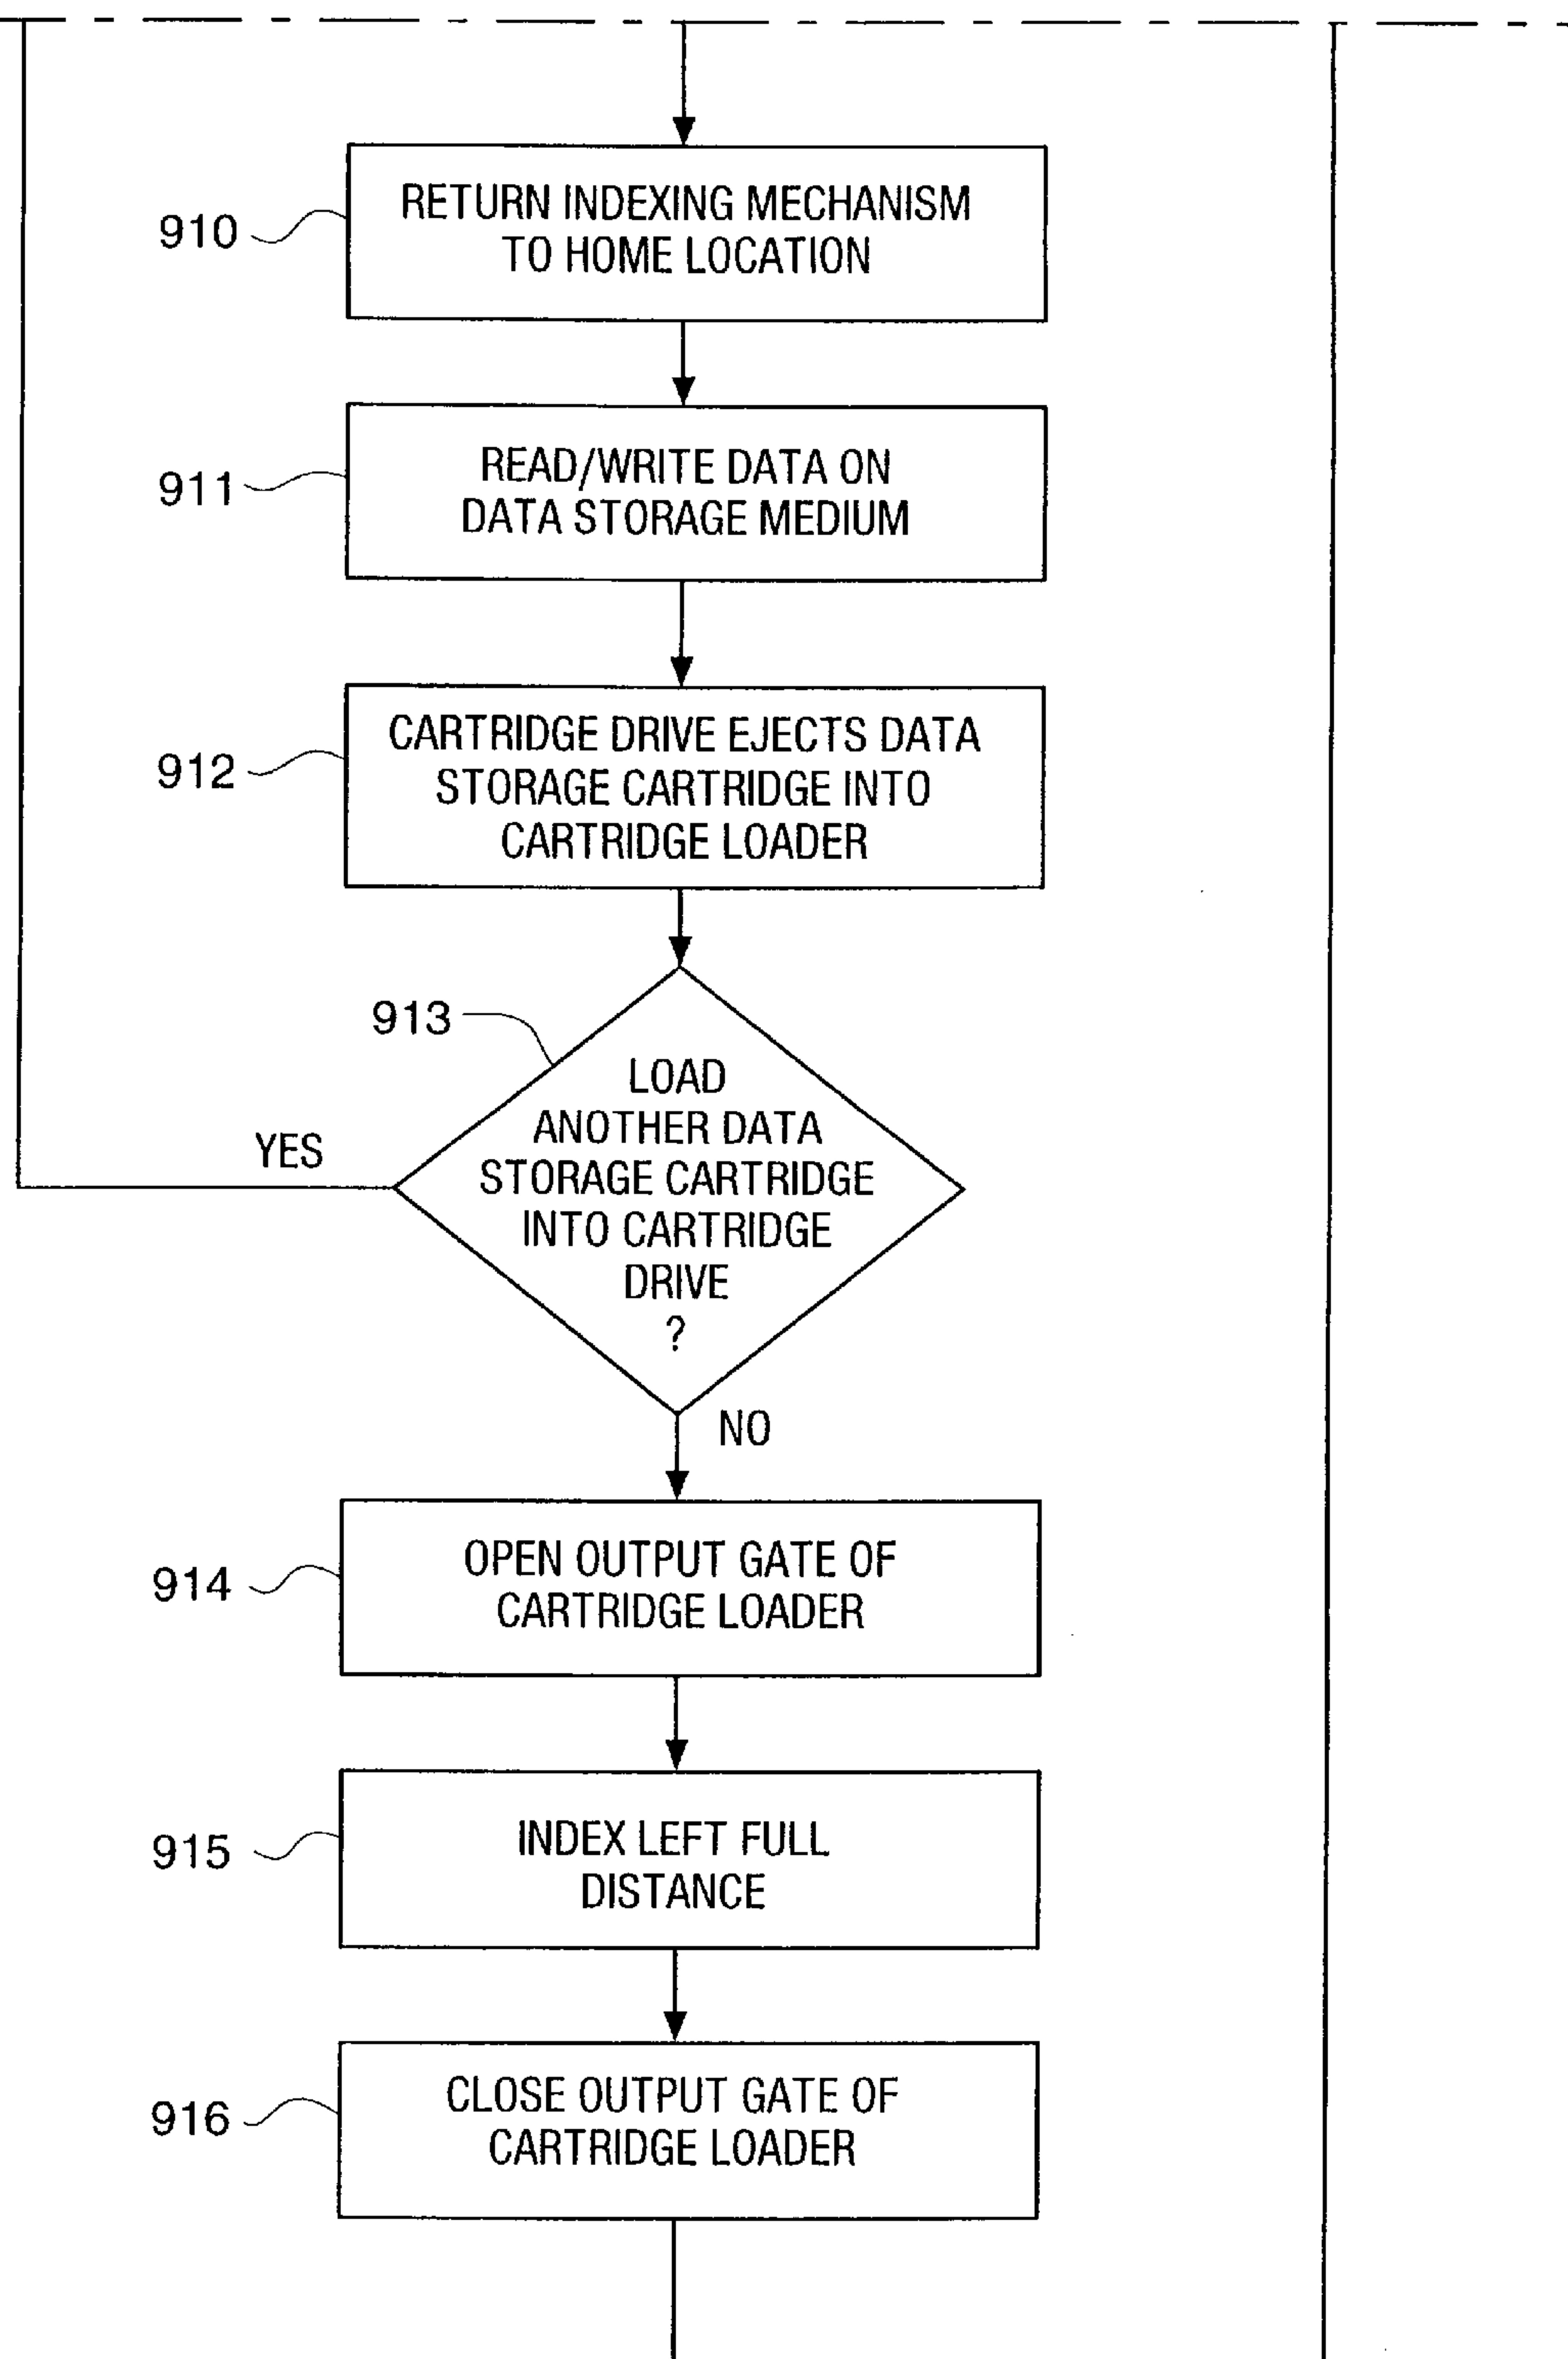 910
RETURN INDEXING MECHANISM
TO HOME LOCATION
911
READ/WRITE DATA ON
DATA STORAGE MEDIUM
912
CARTRIDGE DRIVE EJECTS DATA
STORAGE CARTRIDGE INTO
CARTRIDGE LOADER
913
LOAD
ANOTHER DATA
STORAGE CARTRIDGE
INTO CARTRIDGE
DRIVE
?
YES
NO
914
OPEN OUTPUT GATE OF
CARTRIDGE LOADER
915
INDEX LEFT FULL
DISTANCE
916
CLOSE OUTPUT GATE OF
CARTRIDGE LOADER